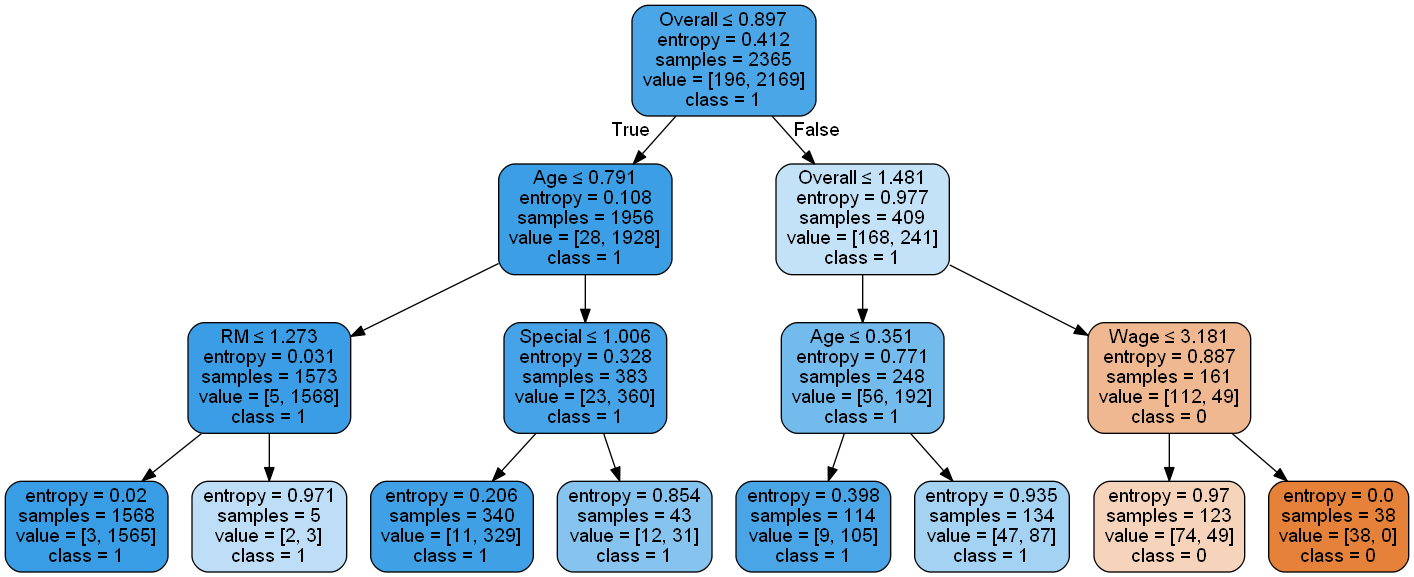 Overall ≤ 0.897
entropy = 0.412
samples = 2365
value = [196, 2169]
class = 1
True
False
Age ≤ 0.791
entropy = 0.108
samples = 1956
value = [28, 1928]
class = 1
Overall ≤ 1.481
entropy = 0.977
samples = 409
value = [168, 241]
class = 1
RM ≤ 1.273
entropy = 0.031
samples = 1573
value = [5, 1568]
class = 1
Special ≤ 1.006
entropy = 0.328
samples = 383
value = [23, 360]
class = 1
Age ≤ 0.351
entropy = 0.771
samples = 248
value = [56, 192]
class = 1
Wage ≤ 3.181
entropy = 0.887
samples = 161
value = [112, 49]
class = 0
entropy = 0.02
samples = 1568
value = [3, 1565]
class = 1
entropy = 0.971
samples = 5
value = [2, 3]
class = 1
entropy = 0.206
samples = 340
value = [11, 329]
class = 1
entropy = 0.854
samples = 43
value = [12, 31]
class = 1
entropy = 0.398
samples = 114
value = [9, 105]
class = 1
entropy = 0.935
samples = 134
value = [47, 87]
class = 1
entropy = 0.97
samples = 123
value = [74, 49]
class = 0
entropy = 0.0
samples = 38
value = [38, 0]
class = 0